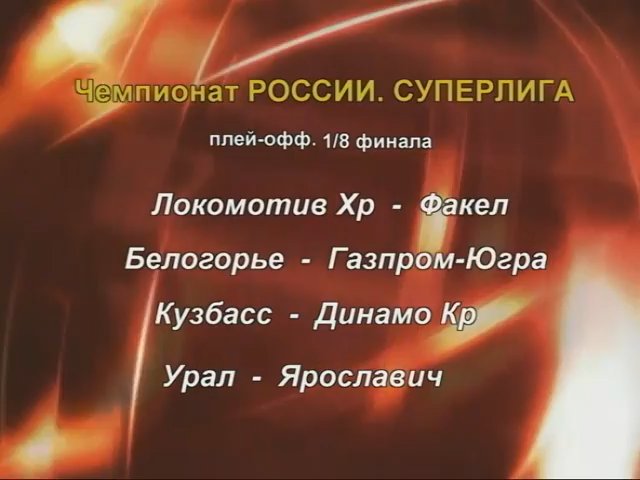 Чемпионат РОССИИ. СУПЕРЛИГА
плей-офф. 1/8 финала
Локомотив Хр - Факел
Белогорье - Газпром-Югра
Кузбасс - Динамо Кр
Урал - Ярославич